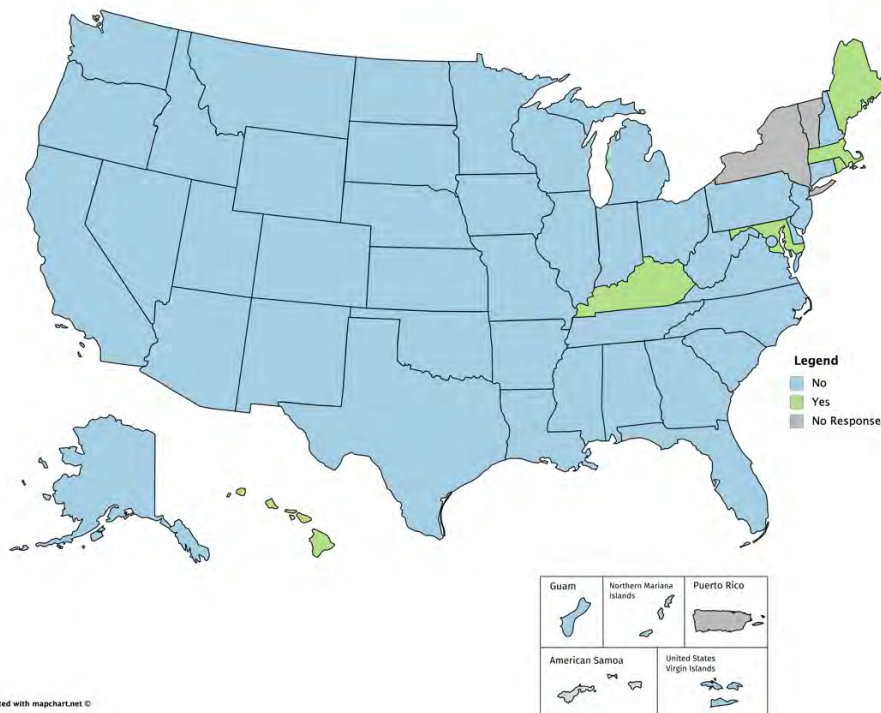 Legend
No
Yes
No Response
Guam
Northern Mariana
Islands
Puerto Rico
American Samoa
United States
Virgin Islands
ted with mapchart.net ©